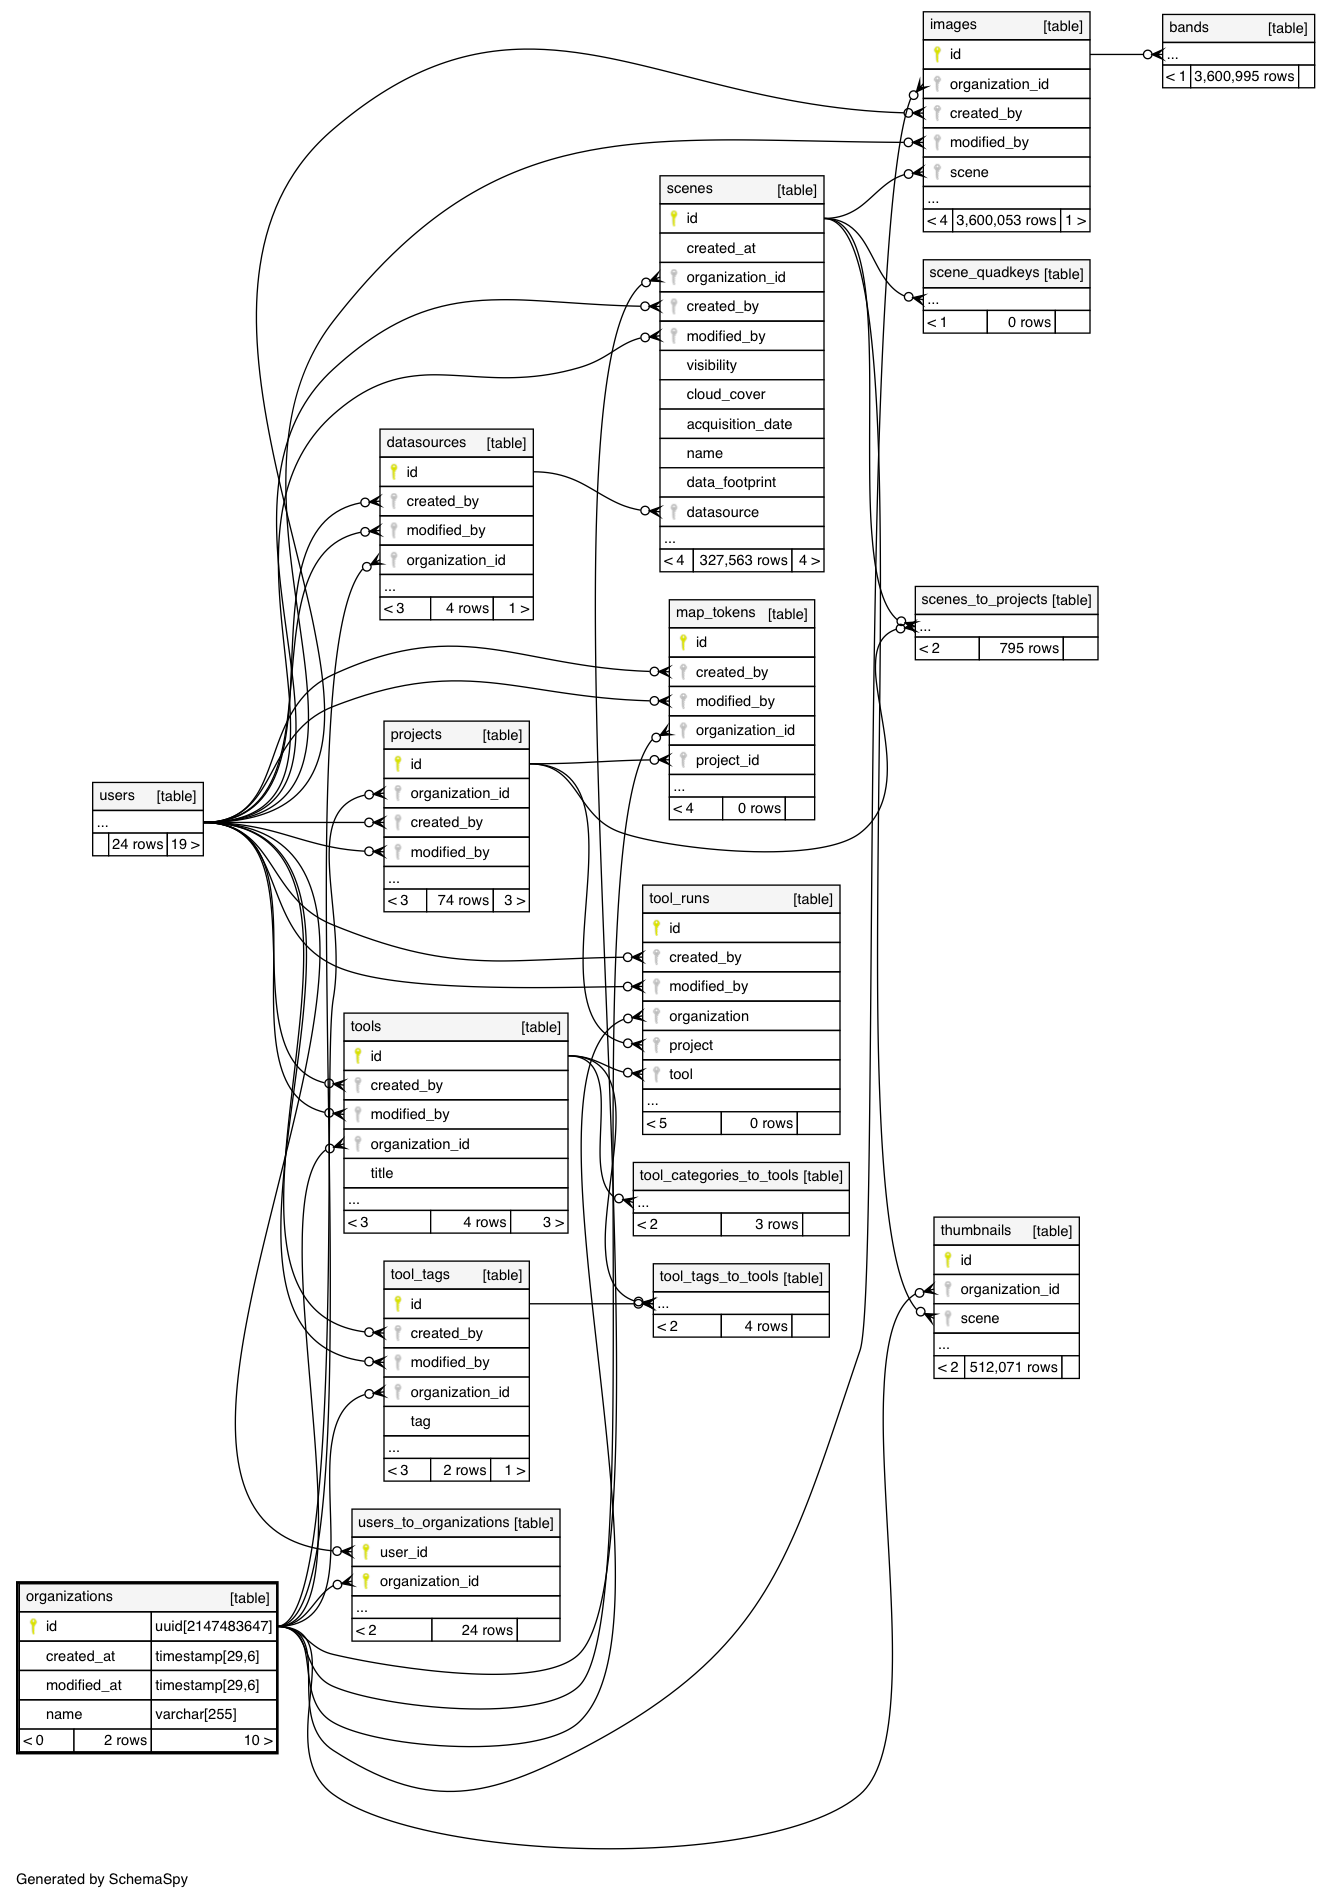 images [table]
id
organization_id
created_by
modified_by
scene
...
< 4 3,600,053 rows 1 >
bands [table]
...
< 1 3,600,995 rows
scenes [table]
id
created_at
organization_id
created_by
modified_by
visibility
cloud_cover
acquisition_date
name
data_footprint
datasource
...
< 4 327,563 rows 4 >
scene_quadkeys [table]
...
< 1 0 rows
datasources [table]
id
created_by
modified_by
organization_id
...
< 3 4 rows 1 >
scenes_to_projects [table]
...
< 2 795 rows
map_tokens [table]
id
created_by
modified_by
organization_id
project_id
...
< 4 0 rows
projects [table]
id
organization_id
created_by
modified_by
...
< 3 74 rows 3 >
users [table]
...
24 rows 19 >
tool_runs [table]
id
created_by
modified_by
organization
project
tool
...
< 5 0 rows
tools [table]
id
created_by
modified_by
organization_id
title
...
< 3 4 rows 3 >
tool_categories_to_tools [table]
...
< 2 3 rows
thumbnails [table]
id
organization_id
scene
...
< 2 512,071 rows
tool_tags [table]
id
created_by
modified_by
organization_id
tag
...
< 3 2 rows 1 >
tool_tags_to_tools [table]
...
< 2 4 rows
users_to_organizations [table]
user_id
organization_id
...
< 2 24 rows
organizations [table]
id uuid[2147483647]
created_at timestamp[29,6]
modified_at timestamp[29,6]
name varchar[255]
< 0 2 rows 10 >
Generated by SchemaSpy